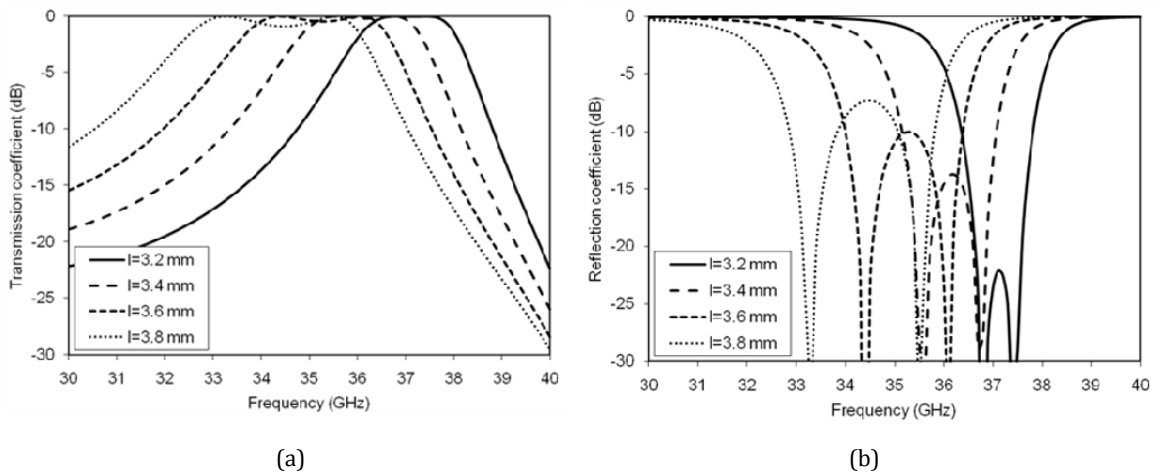 0
-5
-10
-15
-20
-25
-30
Transmission coefficient (dB)
l=3.2 mm
l=3.4 mm
l=3.6 mm
l=3.8 mm
30 31 32 33 34 35 36 37 38 39 40
Frequency (GHz)
(a)
0
-5
-10
-15
-20
-25
-30
Reflection coefficient (dB)
l=3.2 mm
l=3.4 mm
l=3.6 mm
l=3.8 mm
30 31 32 33 34 35 36 37 38 39 40
Frequency (GHz)
(b)